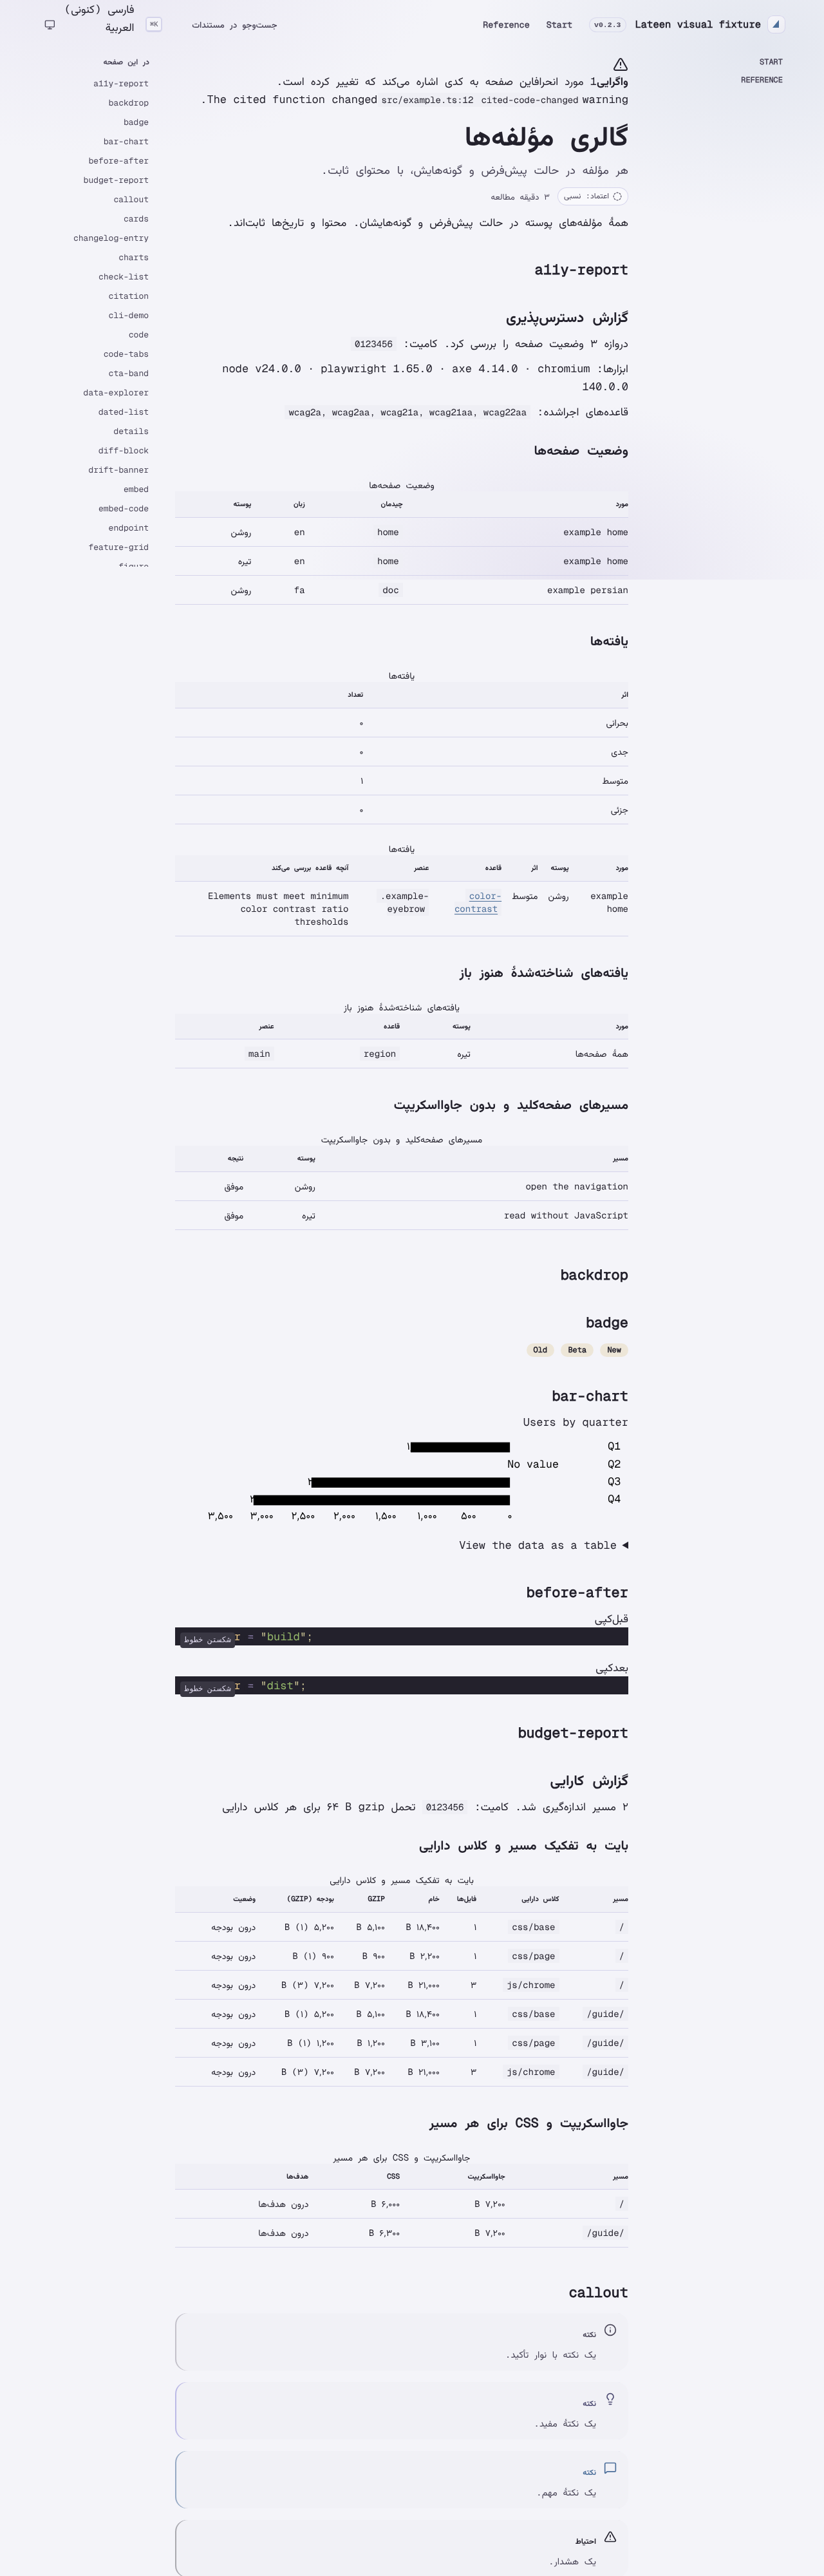 Lateen visual fixture
v0.2.3
Start
Reference
جست‌وجو در مستندات
⌘K
فارسی (کنونی)
العربية
START
REFERENCE
واگرایی1 مورد انحرافاین صفحه به کدی اشاره می‌کند که تغییر کرده است.
warning cited-code-changed src/example.ts:12 The cited function changed.
گالری مؤلفه‌ها
هر مؤلفه در حالت پیش‌فرض و گونه‌هایش، با محتوای ثابت.
اعتماد: نسبی
۳ دقیقه مطالعه
همهٔ مؤلفه‌های پوسته در حالت پیش‌فرض و گونه‌هایشان. محتوا و تاریخ‌ها ثابت‌اند.
در این صفحه
a11y-report
backdrop
badge
bar-chart
before-after
budget-report
callout
cards
changelog-entry
charts
check-list
citation
cli-demo
code
code-tabs
cta-band
data-explorer
dated-list
details
diff-block
drift-banner
embed
embed-code
endpoint
feature-grid
figure
a11y-report
گزارش دسترس‌پذیری
دروازه ۳ وضعیت صفحه را بررسی کرد. کامیت: 0123456
ابزارها: node v24.0.0 · playwright 1.65.0 · axe 4.14.0 · chromium
140.0.0
قاعده‌های اجراشده: wcag2a, wcag2aa, wcag21a, wcag21aa, wcag22aa
وضعیت صفحه‌ها
وضعیت صفحه‌ها
مورد چیدمان زبان پوسته
example home home en روشن
example home home en تیره
example persian doc fa روشن
یافته‌ها
یافته‌ها
اثر تعداد
بحرانی ۰
جدی ۰
متوسط ۱
جزئی ۰
یافته‌ها
مورد پوسته اثر قاعده عنصر آنچه قاعده بررسی می‌کند
example home روشن متوسط color-contrast .example-eyebrow Elements must meet minimum color contrast ratio thresholds
یافته‌های شناخته‌شدهٔ هنوز باز
یافته‌های شناخته‌شدهٔ هنوز باز
مورد پوسته قاعده عنصر
همهٔ صفحه‌ها تیره region main
مسیرهای صفحه‌کلید و بدون جاوااسکریپت
مسیرهای صفحه‌کلید و بدون جاوااسکریپت
مسیر پوسته نتیجه
open the navigation روشن موفق
read without JavaScript تیره موفق
backdrop
badge
New Beta Old
bar-chart
Users by quarter
Q1 ۱
Q2 No value
Q3
Q4
۰ ۵۰۰ ۱,۰۰۰ ۱,۵۰۰ ۲,۰۰۰ ۲,۵۰۰ ۳,۰۰۰ ۳,۵۰۰
View the data as a table
before-after
قبل‌کپی
r = "build";
شکستن خطوط
بعدکپی
r = "dist";
شکستن خطوط
budget-report
گزارش کارایی
۲ مسیر اندازه‌گیری شد. کامیت: 0123456 تحمل ۶۴ B gzip برای هر کلاس دارایی
بایت به تفکیک مسیر و کلاس دارایی
بایت به تفکیک مسیر و کلاس دارایی
مسیر کلاس دارایی فایل‌ها خام GZIP بودجه (GZIP) وضعیت
/ css/base ۱ ۱۸,۴۰۰ B ۵,۱۰۰ B ۵,۲۰۰ B (۱) درون بودجه
/ css/page ۱ ۲,۲۰۰ B ۹۰۰ B ۹۰۰ B (۱) درون بودجه
/ js/chrome ۳ ۲۱,۰۰۰ B ۷,۲۰۰ B ۷,۲۰۰ B (۳) درون بودجه
/guide/ css/base ۱ ۱۸,۴۰۰ B ۵,۱۰۰ B ۵,۲۰۰ B (۱) درون بودجه
/guide/ css/page ۱ ۳,۱۰۰ B ۱,۲۰۰ B ۱,۲۰۰ B (۱) درون بودجه
/guide/ js/chrome ۳ ۲۱,۰۰۰ B ۷,۲۰۰ B ۷,۲۰۰ B (۳) درون بودجه
جاوااسکریپت و CSS برای هر مسیر
جاوااسکریپت و CSS برای هر مسیر
مسیر جاوااسکریپت CSS هدف‌ها
/ ۷,۲۰۰ B ۶,۰۰۰ B درون هدف‌ها
/guide/ ۷,۲۰۰ B ۶,۳۰۰ B درون هدف‌ها
callout
نکته
یک نکته با نوار تأکید.
نکته
یک نکتهٔ مفید.
نکته
یک نکتهٔ مهم.
احتیاط
یک هشدار.